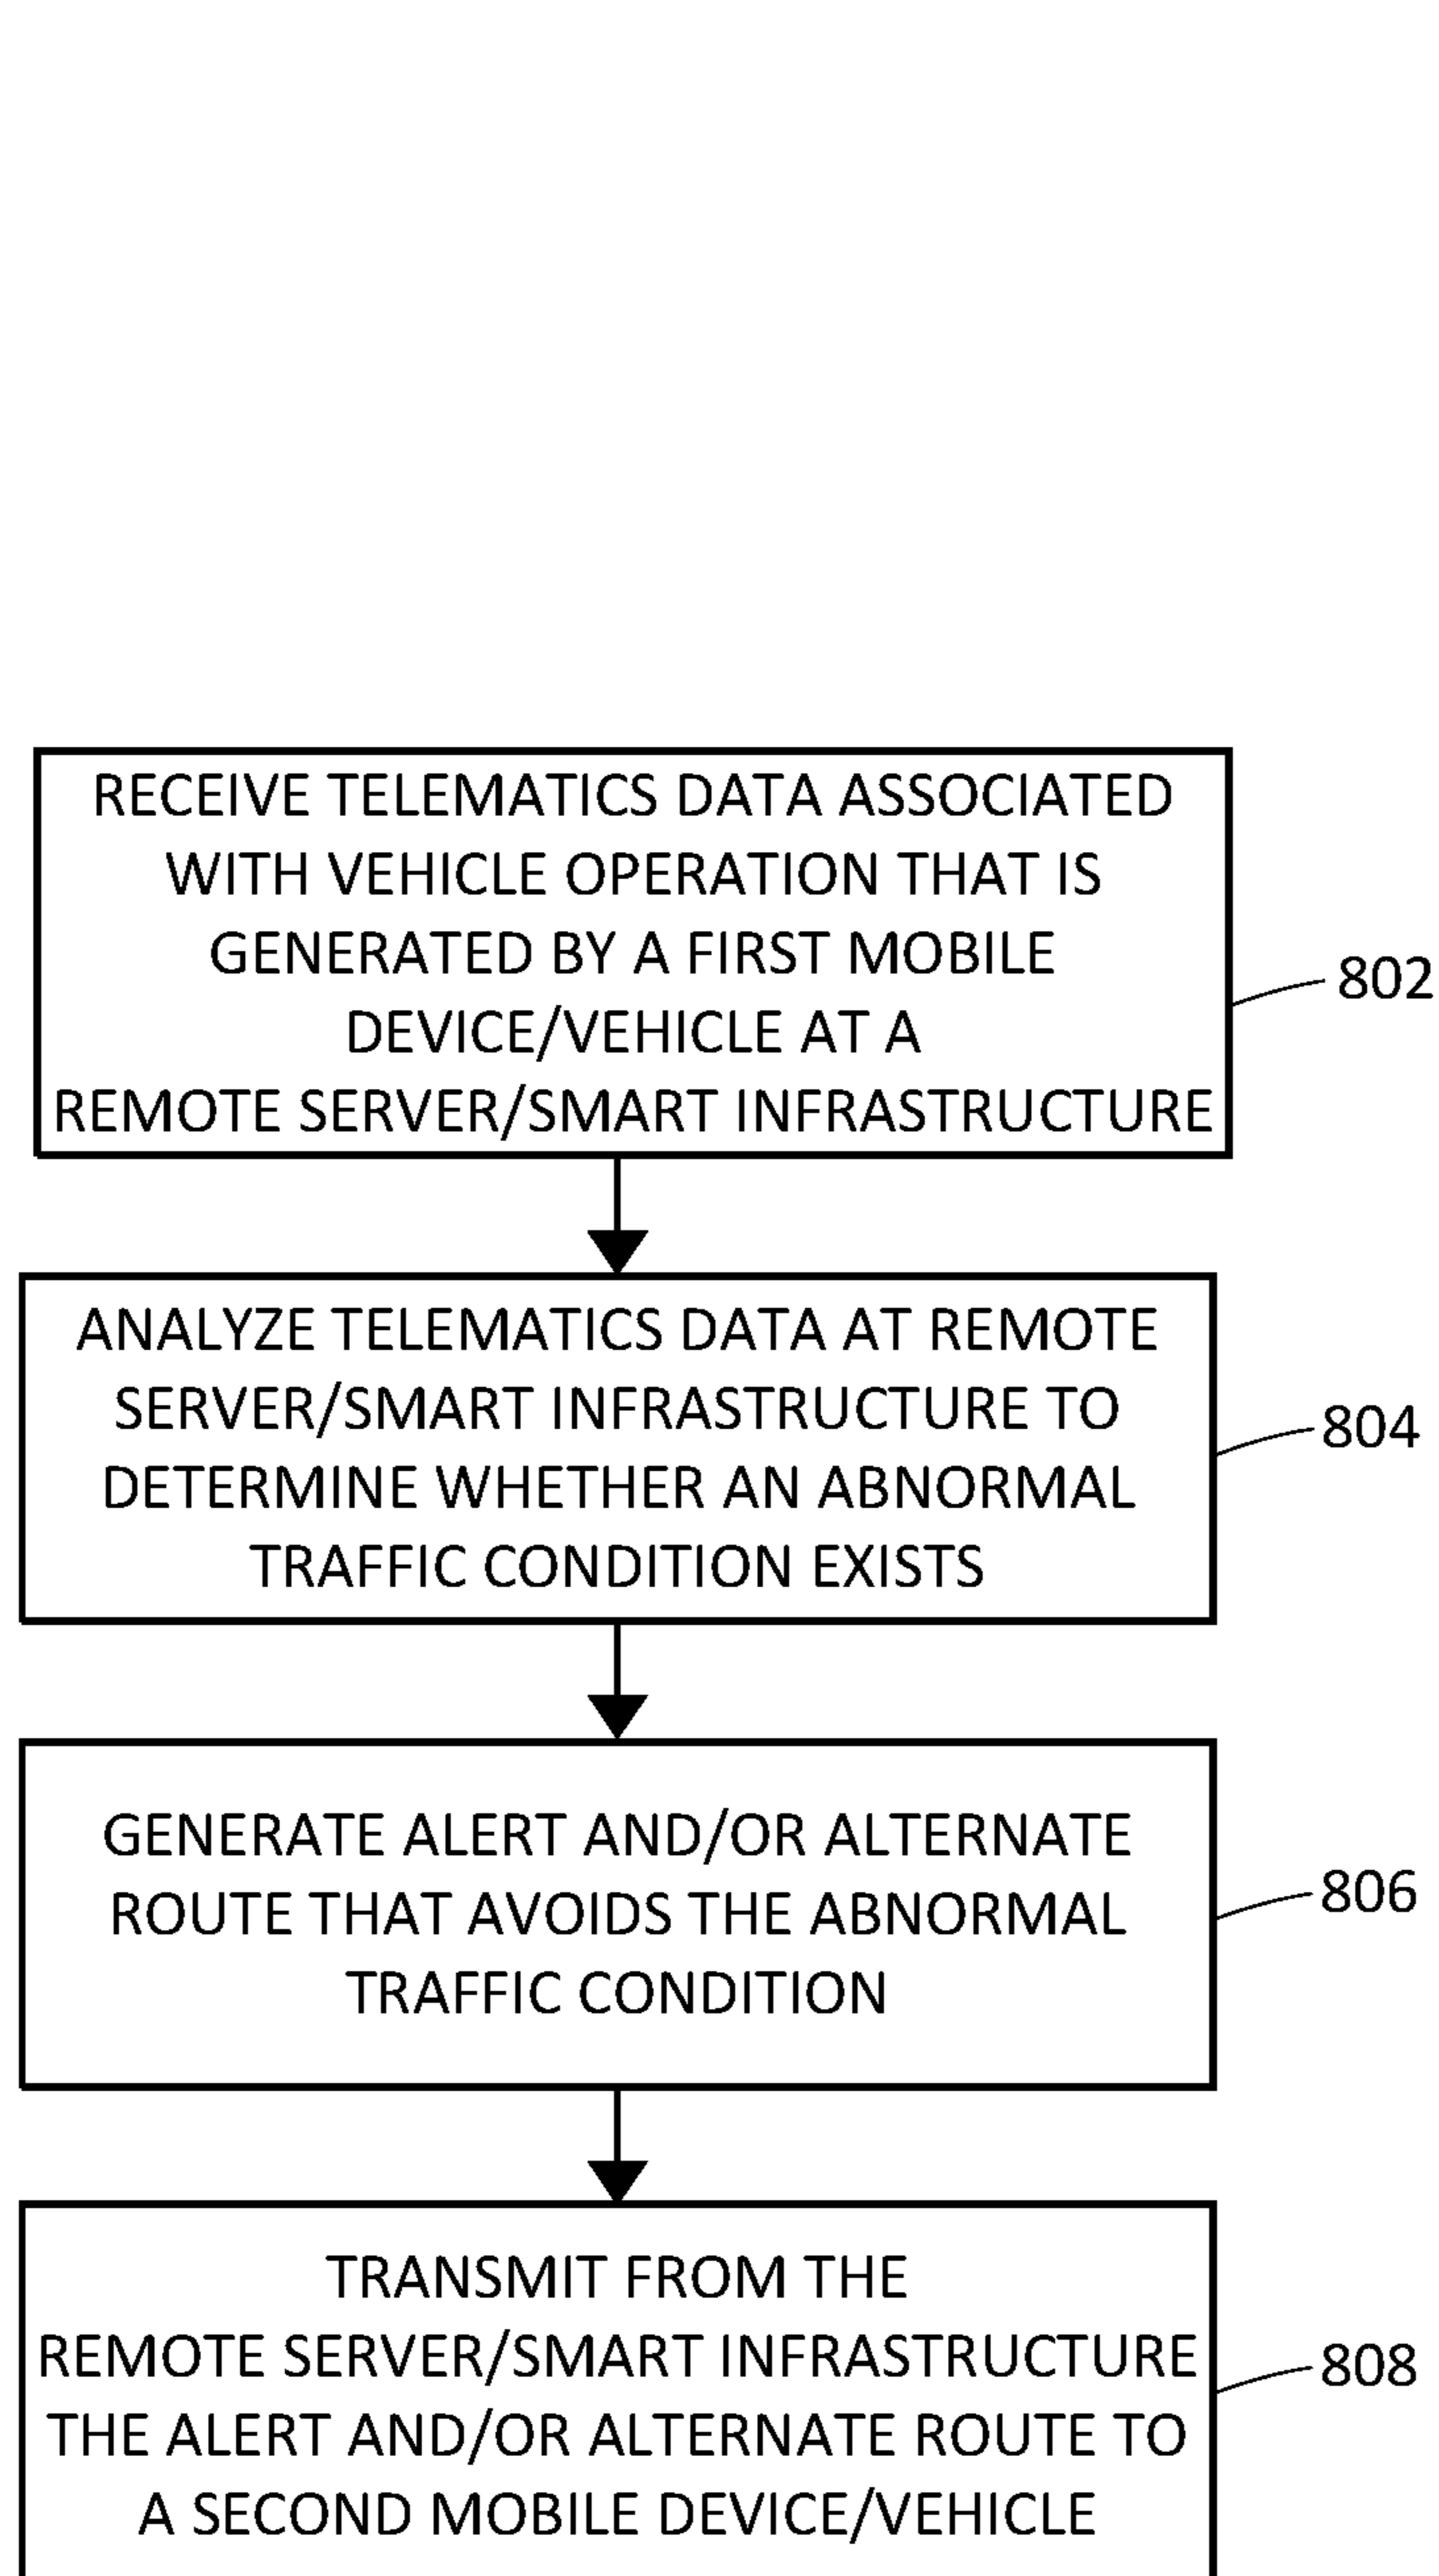 RECEIVE TELEMATICS DATA ASSOCIATED
WITH VEHICLE OPERATION THAT IS
GENERATED BY A FIRST MOBILE
DEVICE/VEHICLE AT A
REMOTE SERVER/SMART INFRASTRUCTURE
802
ANALYZE TELEMATICS DATA AT REMOTE
SERVER/SMART INFRASTRUCTURE TO
DETERMINE WHETHER AN ABNORMAL
TRAFFIC CONDITION EXISTS
804
GENERATE ALERT AND/OR ALTERNATE
ROUTE THAT AVOIDS THE ABNORMAL
TRAFFIC CONDITION
806
TRANSMIT FROM THE
REMOTE SERVER/SMART INFRASTRUCTURE
THE ALERT AND/OR ALTERNATE ROUTE TO
A SECOND MOBILE DEVICE/VEHICLE
808